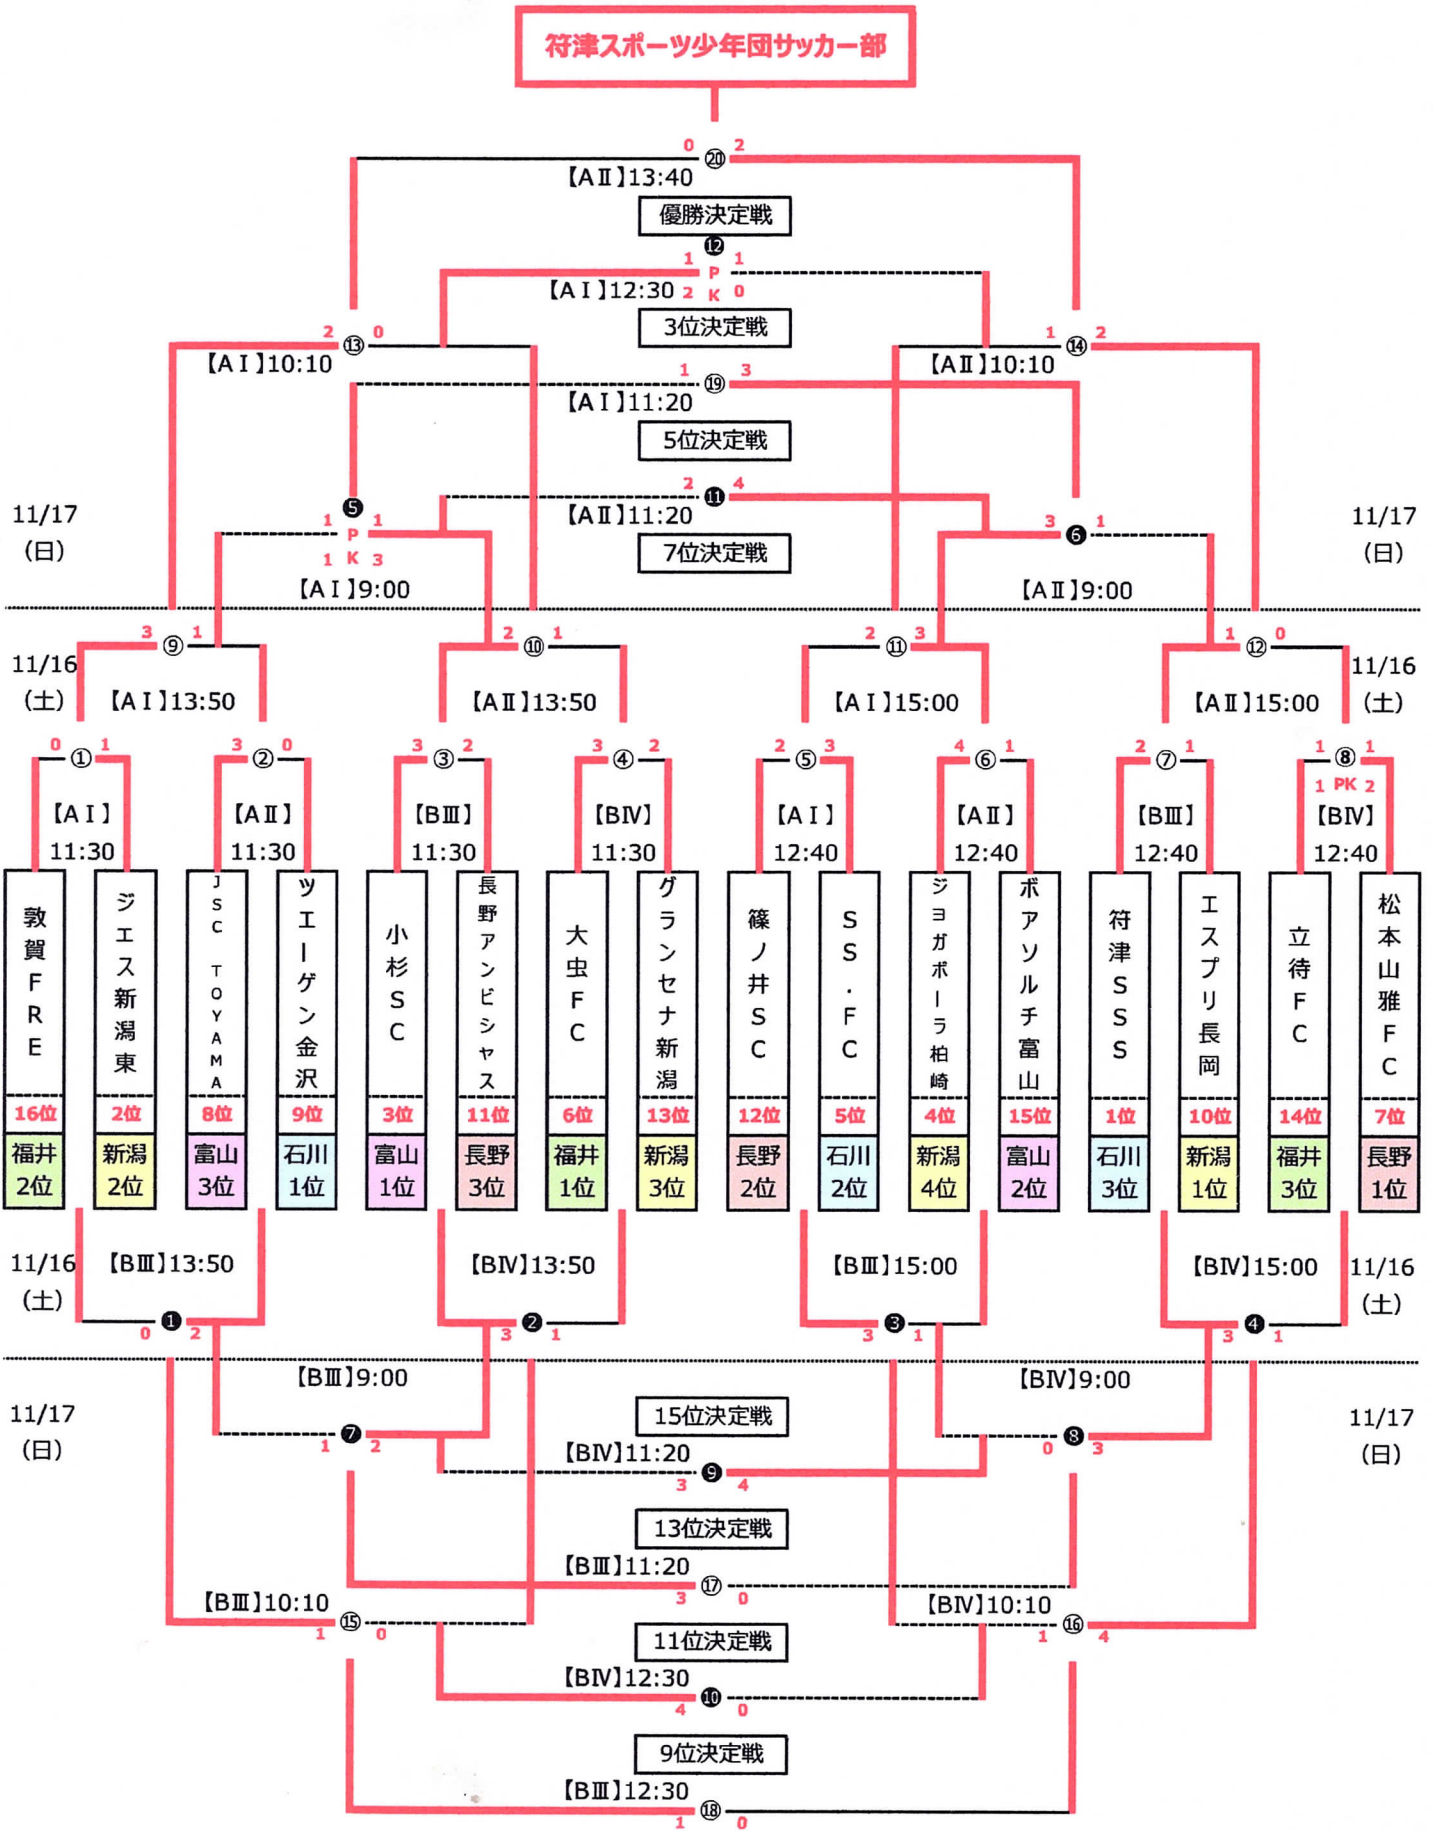 符津スポーツ少年団サッカー部
0 ⑳ 2
【AⅡ】13:40
優勝決定戦
⓬
1 P 1
【AⅠ】12:30 2 K 0
3位決定戦
2 ⑬ 0
1 ⑭ 2
【AⅠ】10:10
【AⅡ】10:10
1 ⑲ 3
【AⅠ】11:20
5位決定戦
2 ⓫ 4
【AⅡ】11:20
7位決定戦
11/17
(日)
❺
1 P 1
1 K 3
【AⅠ】9:00
3 ❻ 1
【AⅡ】9:00
11/17
(日)
11/16
(土)
3 ⑨ 1
【AⅠ】13:50
2 ⑩ 1
【AⅡ】13:50
2 ⑪ 3
【AⅠ】15:00
1 ⑫ 0
【AⅡ】15:00
11/16
(土)
0 ① 1
【AⅠ】
11:30
3 ② 0
【AⅡ】
11:30
3 ③ 2
【BⅢ】
11:30
3 ④ 2
【BⅣ】
11:30
2 ⑤ 3
【AⅠ】
12:40
4 ⑥ 1
【AⅡ】
12:40
2 ⑦ 1
【BⅢ】
12:40
1 ⑧ 1
1 PK 2
【BⅣ】
12:40
敦賀FRE
16位
福井
2位
ジェス新潟東
2位
新潟
2位
JSC TOYAMA
8位
富山
3位
ツエーゲン金沢
9位
石川
1位
小杉SC
3位
富山
1位
長野アンビシャス
11位
長野
3位
大虫FC
6位
福井
1位
グランセナ新潟
13位
新潟
3位
篠ノ井SC
12位
長野
2位
SS.FC
5位
石川
2位
ジョガボーラ柏崎
4位
新潟
4位
ボアソルチ富山
15位
富山
2位
符津SSS
1位
石川
3位
エスプリ長岡
10位
新潟
1位
立待FC
14位
福井
3位
松本山雅FC
7位
長野
1位
11/16
(土)
【BⅢ】13:50
0 ❶ 2
【BⅣ】13:50
3 ❷ 1
【BⅢ】15:00
3 ❸ 1
【BⅣ】15:00
3 ❹ 1
11/16
(土)
【BⅢ】9:00
【BⅣ】9:00
11/17
(日)
1 ❼ 2
15位決定戦
0 ❽ 3
11/17
(日)
【BⅣ】11:20
3 ❾ 4
13位決定戦
【BⅢ】11:20
3 ⑰ 0
【BⅢ】10:10
1 ⑮ 0
【BⅣ】10:10
1 ⑯ 4
11位決定戦
【BⅣ】12:30
4 ❿ 0
9位決定戦
【BⅢ】12:30
1 ⑱ 0